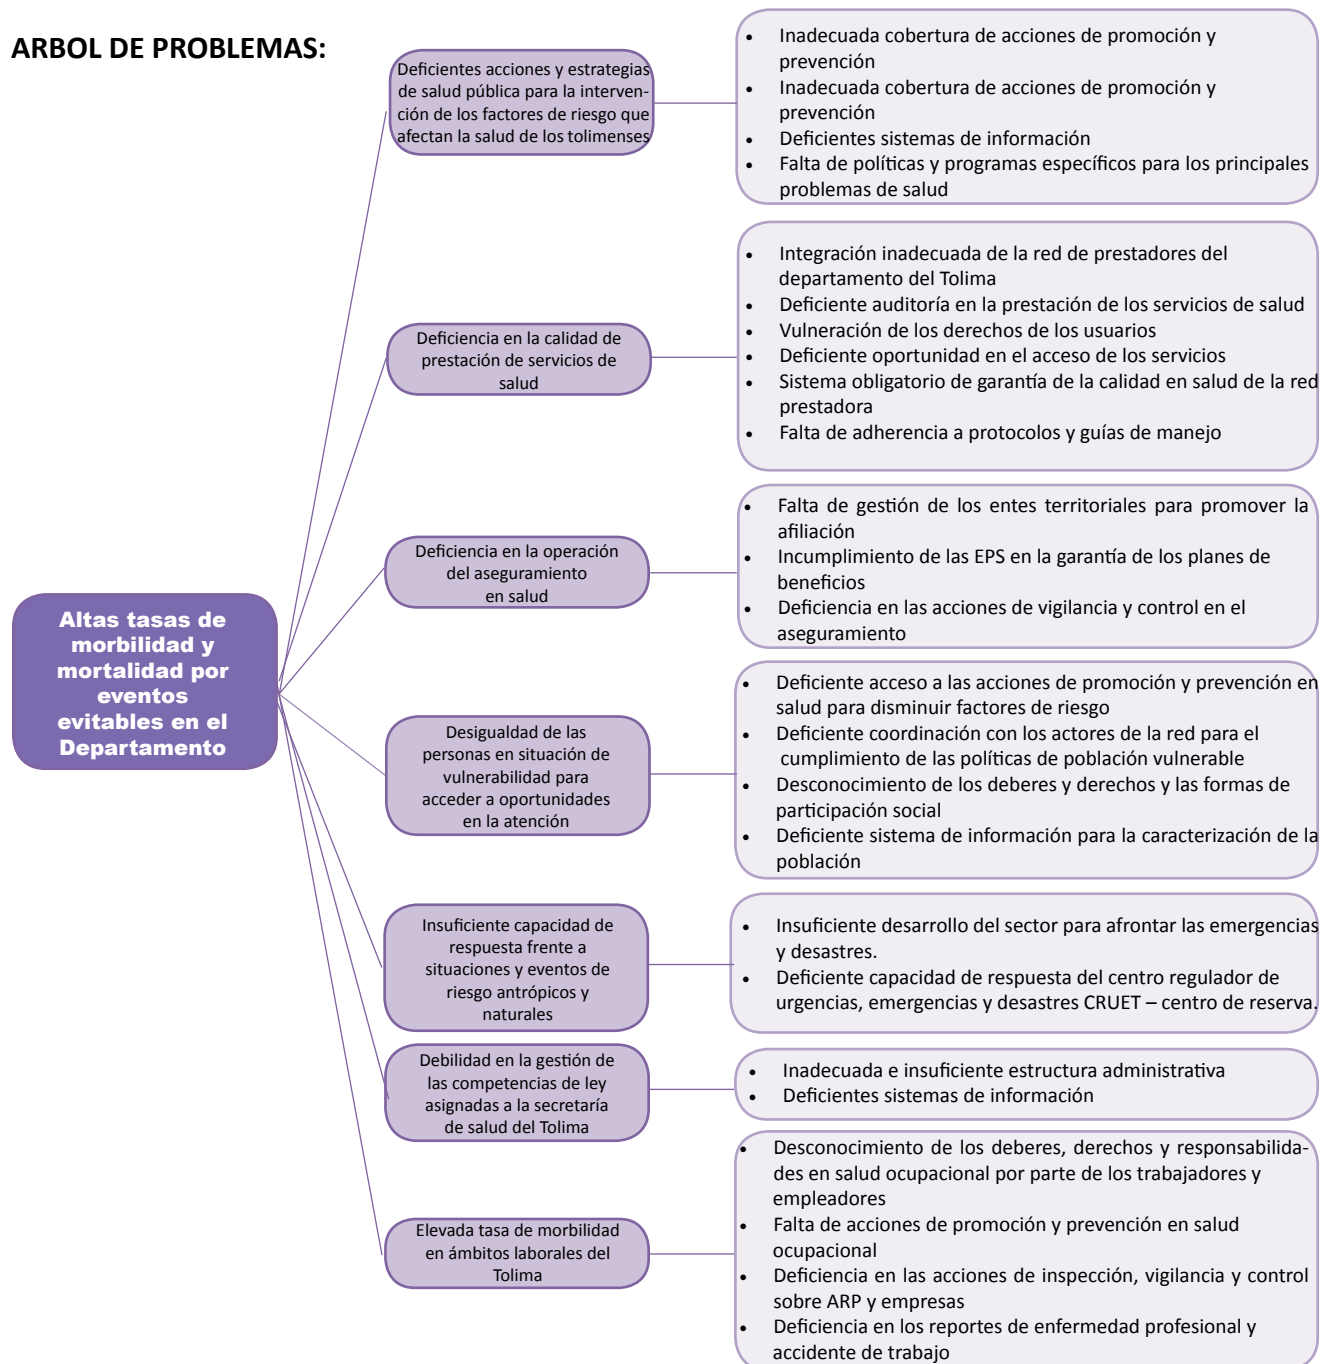 ARBOL DE PROBLEMAS:
Altas tasas de
morbilidad y
mortalidad por
eventos
evitables en el
Departamento
Deficientes acciones y estrategias
de salud pública para la interven-
ción de los factores de riesgo que
afectan la salud de los tolimenses
• Inadecuada cobertura de acciones de promoción y
prevención
• Inadecuada cobertura de acciones de promoción y
prevención
• Deficientes sistemas de información
• Falta de políticas y programas específicos para los principales
problemas de salud
Deficiencia en la calidad de
prestación de servicios de
salud
• Integración inadecuada de la red de prestadores del
departamento del Tolima
• Deficiente auditoría en la prestación de los servicios de salud
• Vulneración de los derechos de los usuarios
• Deficiente oportunidad en el acceso de los servicios
• Sistema obligatorio de garantía de la calidad en salud de la red
prestadora
• Falta de adherencia a protocolos y guías de manejo
Deficiencia en la operación
del aseguramiento
en salud
• Falta de gestión de los entes territoriales para promover la
afiliación
• Incumplimiento de las EPS en la garantía de los planes de
beneficios
• Deficiencia en las acciones de vigilancia y control en el
aseguramiento
Desigualdad de las
personas en situación de
vulnerabilidad para
acceder a oportunidades
en la atención
• Deficiente acceso a las acciones de promoción y prevención en
salud para disminuir factores de riesgo
• Deficiente coordinación con los actores de la red para el
cumplimiento de las políticas de población vulnerable
• Desconocimiento de los deberes y derechos y las formas de
participación social
• Deficiente sistema de información para la caracterización de la
población
Insuficiente capacidad de
respuesta frente a
situaciones y eventos de
riesgo antrópicos y
naturales
• Insuficiente desarrollo del sector para afrontar las emergencias
y desastres.
• Deficiente capacidad de respuesta del centro regulador de
urgencias, emergencias y desastres CRUET – centro de reserva.
Debilidad en la gestión de
las competencias de ley
asignadas a la secretaría
de salud del Tolima
• Inadecuada e insuficiente estructura administrativa
• Deficientes sistemas de información
Elevada tasa de morbilidad
en ámbitos laborales del
Tolima
• Desconocimiento de los deberes, derechos y responsabilida-
des en salud ocupacional por parte de los trabajadores y
empleadores
• Falta de acciones de promoción y prevención en salud
ocupacional
• Deficiencia en las acciones de inspección, vigilancia y control
sobre ARP y empresas
• Deficiencia en los reportes de enfermedad profesional y
accidente de trabajo